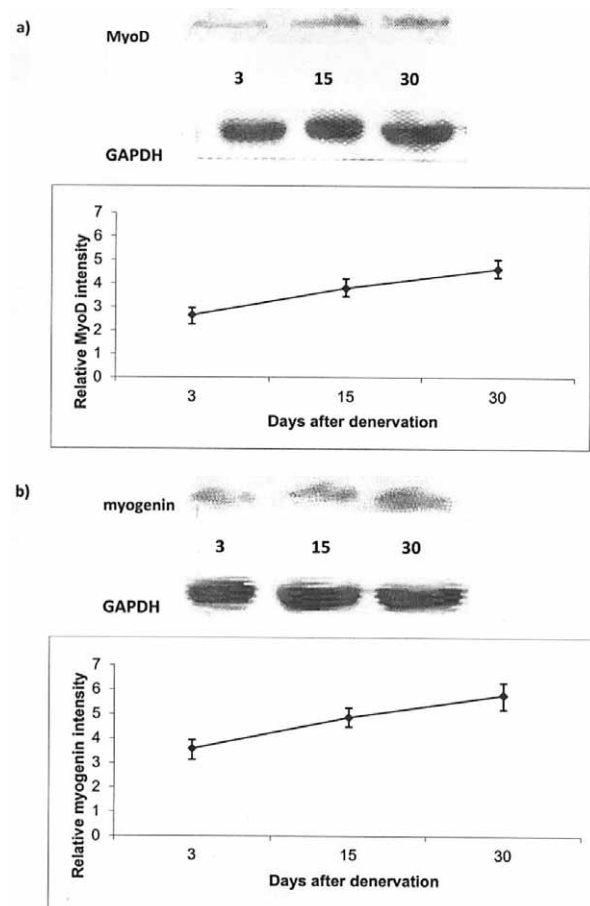 a)
MyoD
3 15 30
GAPDH
7
6
5
4
3
2
1
0
Relative MyoD intensity
3 15 30
Days after denervation
b)
myogenin
3 15 30
GAPDH
7
6
5
4
3
2
1
0
Relative myogenin intensity
3 15 30
Days after denervation